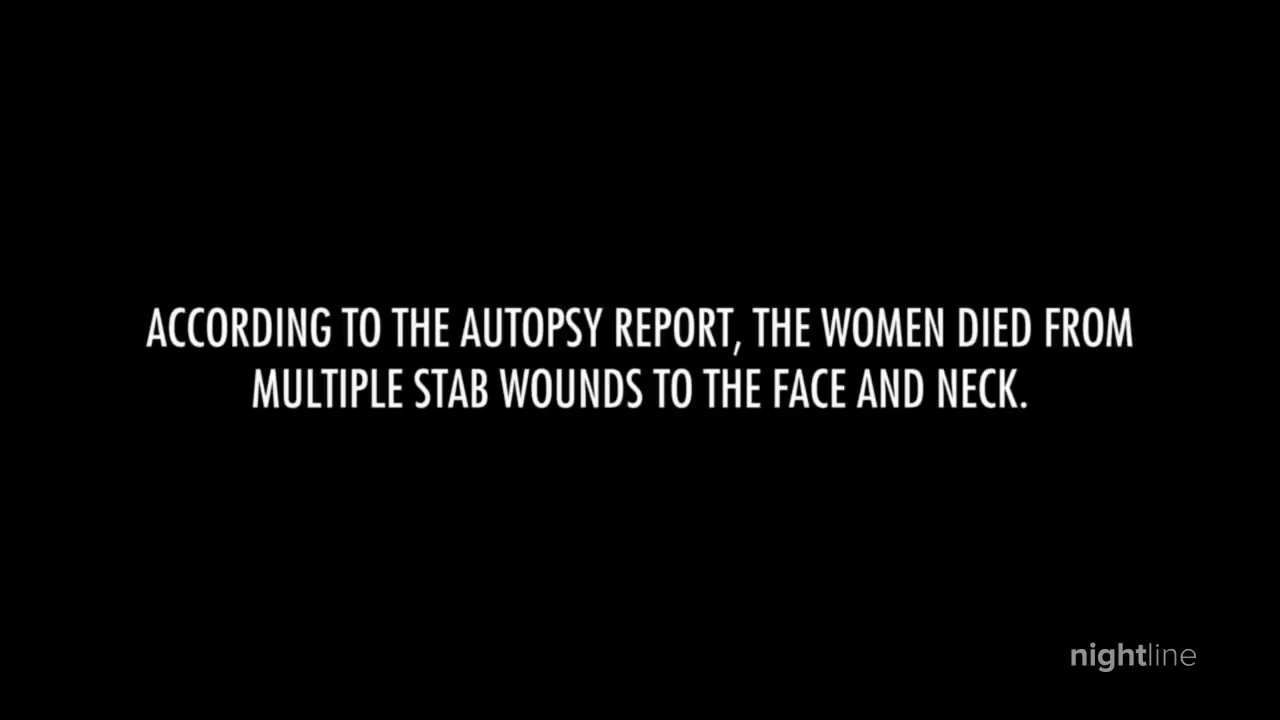 ACCORDING TO THE AUTOPSY REPORT, THE WOMEN DIED FROM
MULTIPLE STAB WOUNDS TO THE FACE AND NECK.
nightline